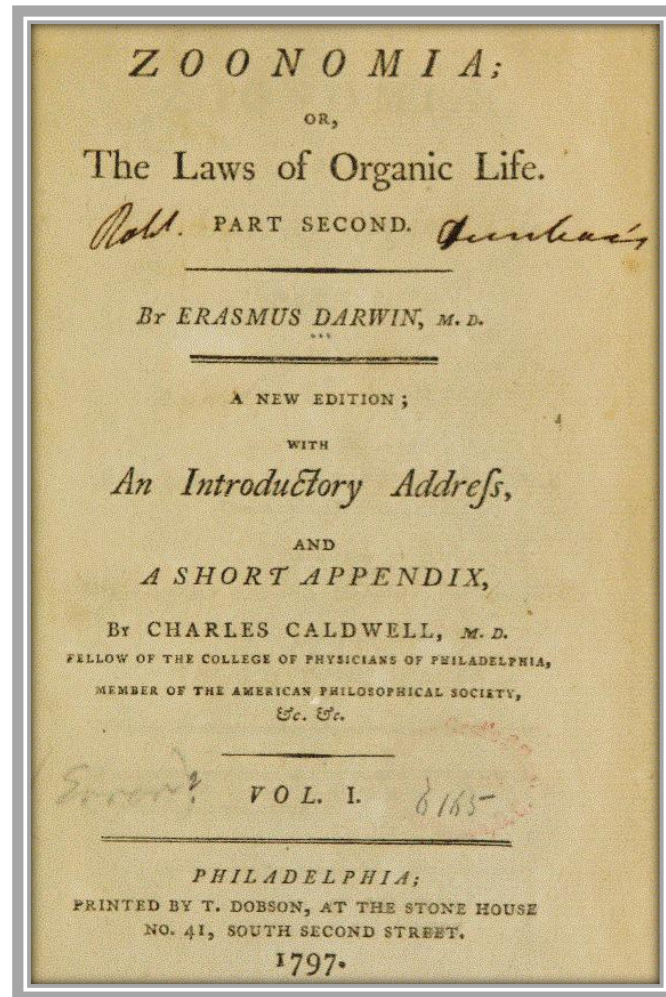 ZOONOMIA;
OR,
The Laws of Organic Life.
Robt. PART SECOND. Dunbar's
By ERASMUS DARWIN, M. D.
A NEW EDITION;
WITH
An Introductory Addreſs,
AND
A SHORT APPENDIX,
By CHARLES CALDWELL, M. D.
FELLOW OF THE COLLEGE OF PHYSICIANS OF PHILADELPHIA,
MEMBER OF THE AMERICAN PHILOSOPHICAL SOCIETY,
&c. &c.
VOL. I. 6165
PHILADELPHIA;
PRINTED BY T. DOBSON, AT THE STONE HOUSE
NO. 41, SOUTH SECOND STREET.
1797.